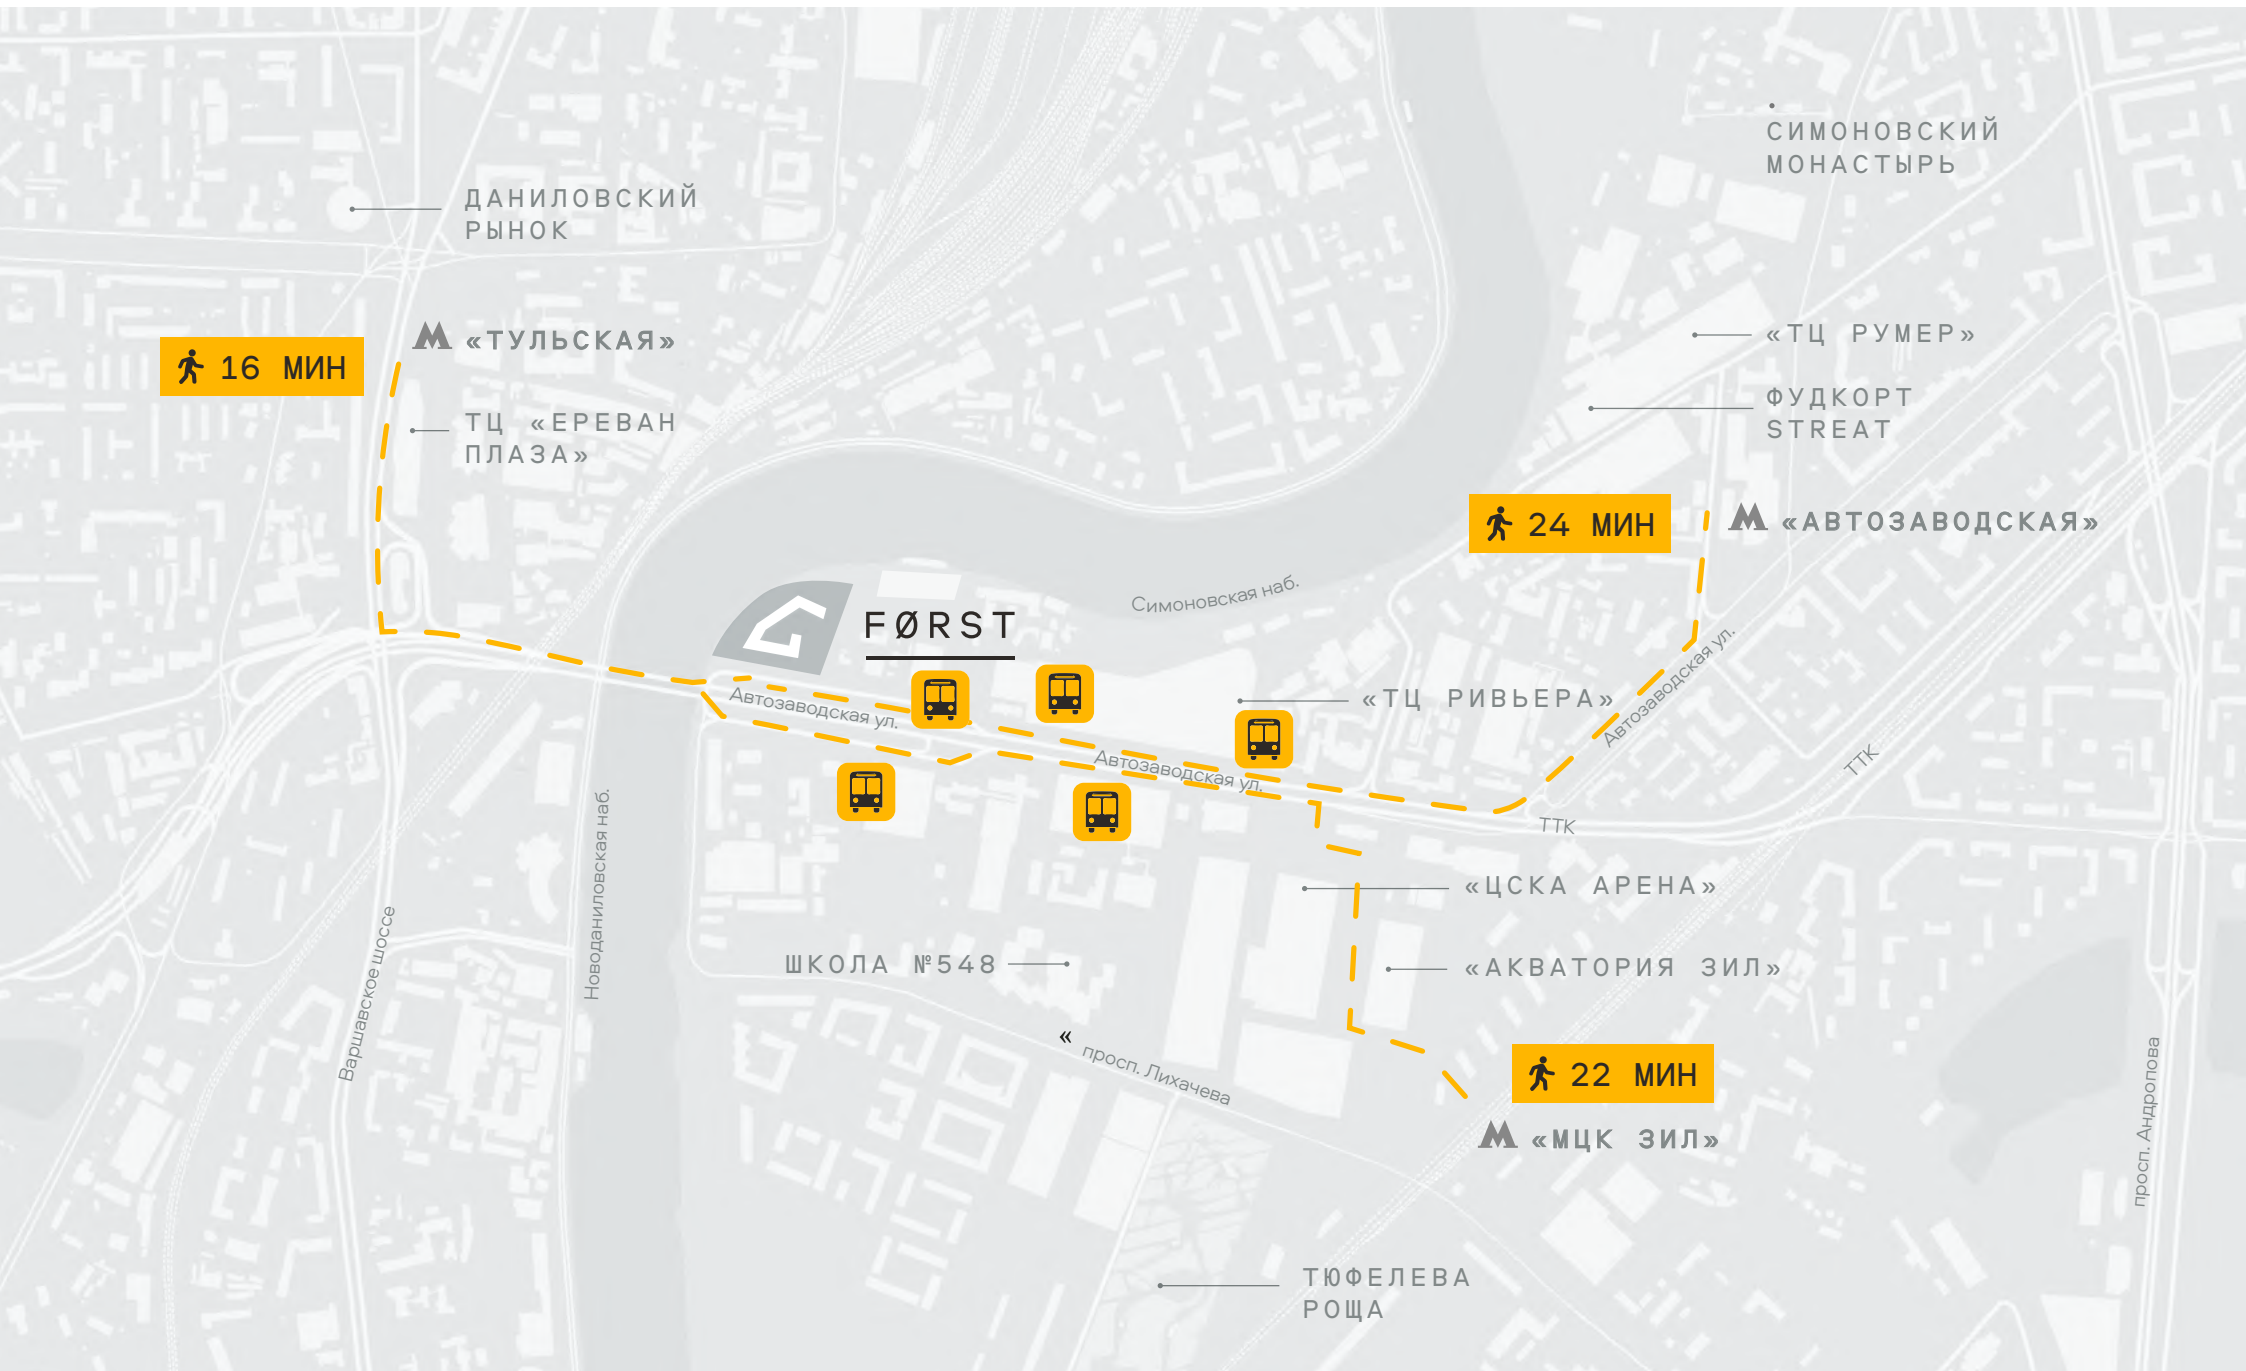 СИМОНОВСКИЙ
МОНАСТЫРЬ
ДАНИЛОВСКИЙ
РЫНОК
«ТУЛЬСКАЯ»
16 МИН
«ТЦ РУМЕР»
ФУДКОРТ
STREAT
ТЦ «ЕРЕВАН
ПЛАЗА»
24 МИН
«АВТОЗАВОДСКАЯ»
Симоновская наб.
FØRST
Автозаводская ул.
«ТЦ РИВЬЕРА»
Автозаводская ул.
Автозаводская ул.
ТТК
ТТК
Новоданиловская наб.
«ЦСКА АРЕНА»
Варшавское шоссе
ШКОЛА №548
«АКВАТОРИЯ ЗИЛ»
«
просп. Лихачева
22 МИН
«МЦК ЗИЛ»
просп. Андропова
ТЮФЕЛЕВА
РОЩА